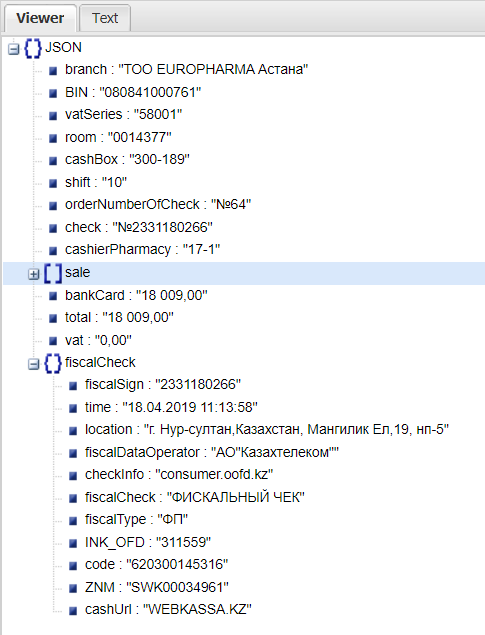 Viewer Text
JSON
branch : "ТОО EUROPHARMA Астана"
BIN : "080841000761"
vatSeries : "58001"
room : "0014377"
cashBox : "300-189"
shift : "10"
orderNumberOfCheck : "№64"
check : "№2331180266"
cashierPharmacy : "17-1"
sale
bankCard : "18 009,00"
total : "18 009,00"
vat : "0,00"
fiscalCheck
fiscalSign : "2331180266"
time : "18.04.2019 11:13:58"
location : "г. Нур-султан,Казахстан, Мангилик Ел,19, нп-5"
fiscalDataOperator : "АО"Казахтелеком""
checkInfo : "consumer.oofd.kz"
fiscalCheck : "ФИСКАЛЬНЫЙ ЧЕК"
fiscalType : "ФП"
INK_OFD : "311559"
code : "620300145316"
ZNM : "SWK00034961"
cashUrl : "WEBKASSA.KZ"